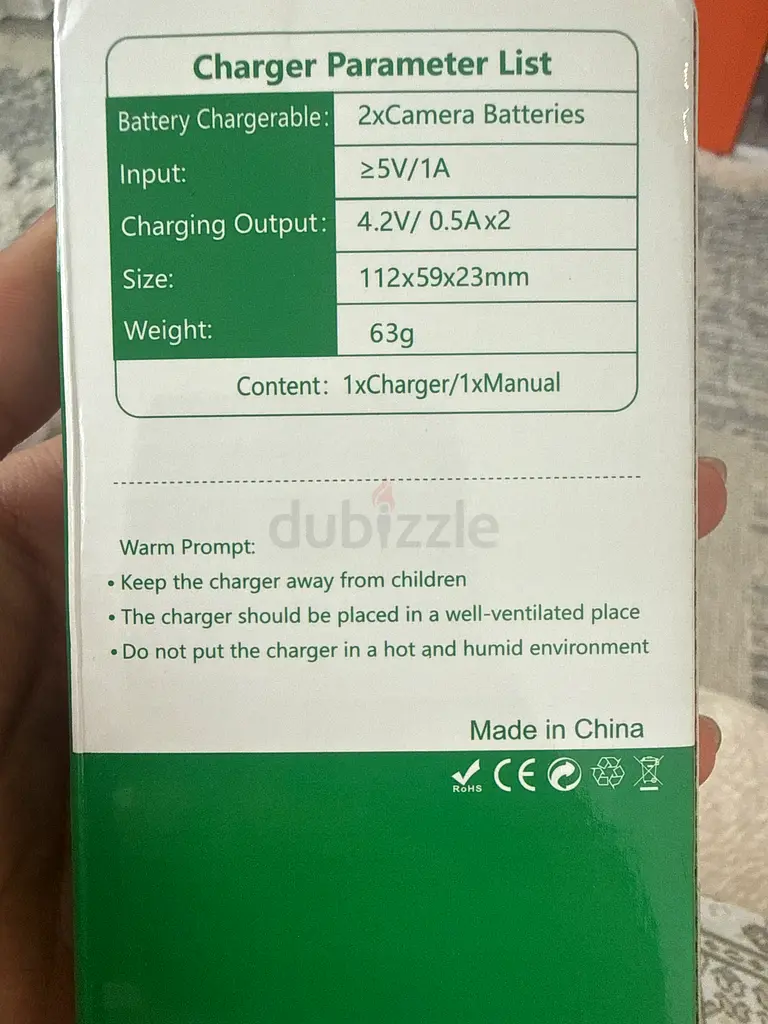 Charger Parameter List
Battery Chargerable: 2xCamera Batteries
Input: ≥5V/1A
Charging Output: 4.2V/ 0.5Ax2
Size: 112x59x23mm
Weight: 63g
Content: 1xCharger/1xManual
dubizzle
Warm Prompt:
• Keep the charger away from children
• The charger should be placed in a well-ventilated place
• Do not put the charger in a hot and humid environment
Made in China
RoHS CE